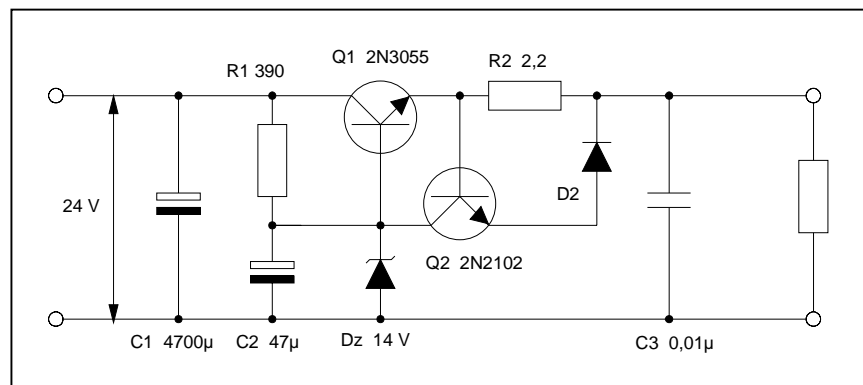 Q1 2N3055
R2 2,2
R1 390
D2
24 V
Q2 2N2102
C1 4700µ
C2 47µ
Dz 14 V
C3 0,01µ